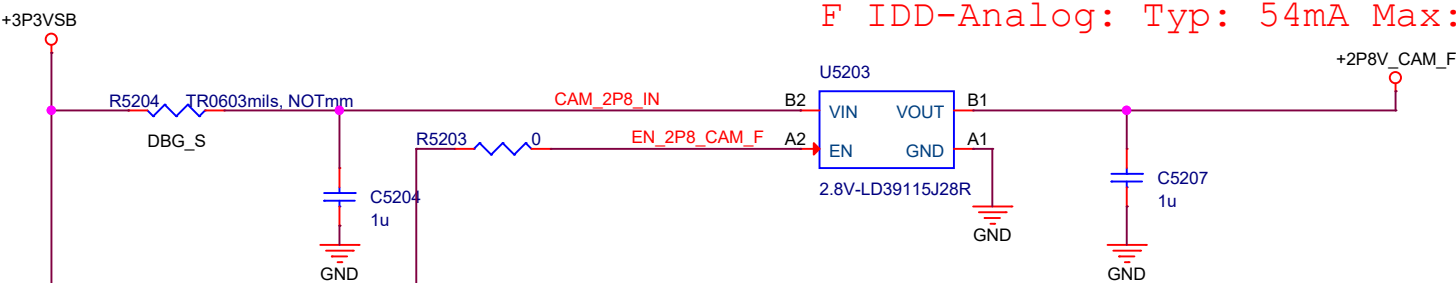 F IDD-Analog: Typ: 54mA Max:
+3P3VSB
+2P8V_CAM_F
U5203
R5204 TR0603mils, NOTmm
CAM_2P8_IN
B2
VIN
VOUT
B1
DBG_S
R5203
0
EN_2P8_CAM_F
A2
EN
GND
A1
C5204
1u
2.8V-LD39115J28R
C5207
1u
GND
GND
GND